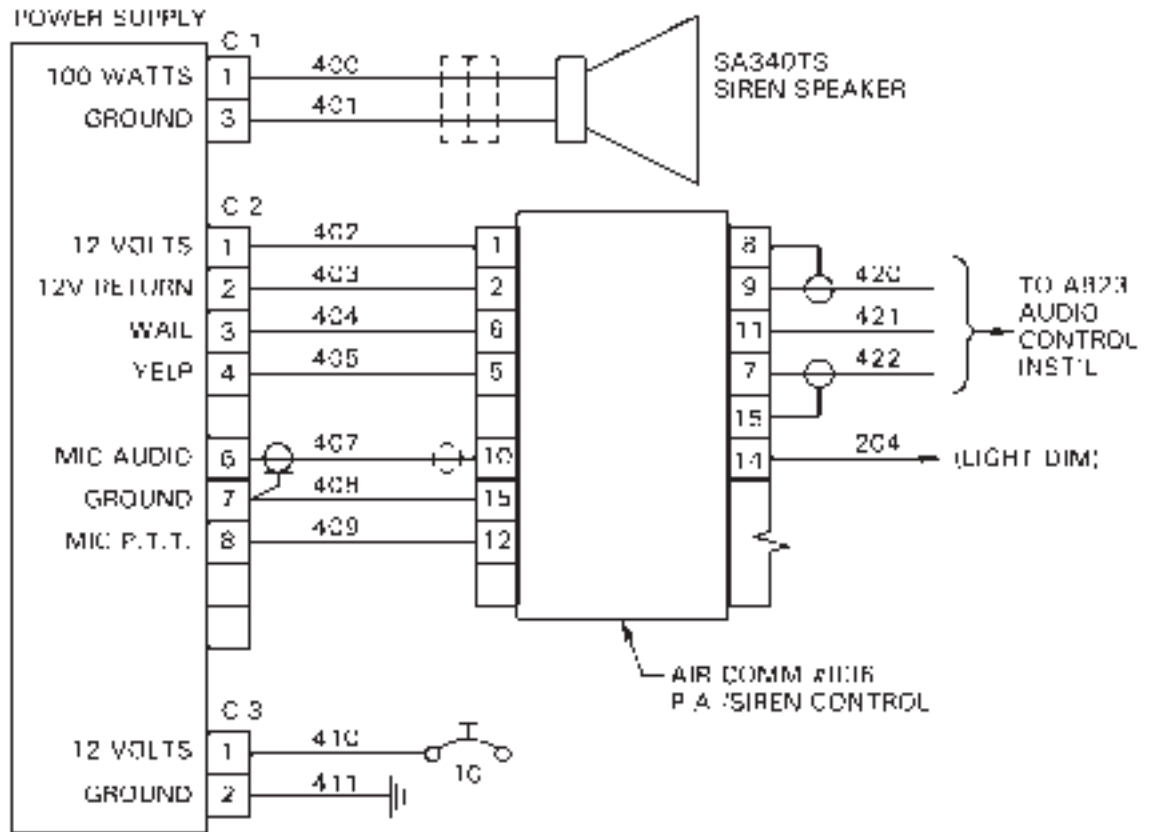 POWER SUPPLY
C 1
100 WATTS 1 400
GROUND 3 401
SA340TS
SIREN SPEAKER
C 2
12 VOLTS 1 402 1
12V RETURN 2 403 2
WAIL 3 404 6
YELP 4 405 5
MIC AUDIO 6 407 10
GROUND 7 408 15
MIC P.T.T. 8 409 12
8
9 420
11 421
7 422
15
14 204 (LIGHT DIM)
TO
AUDIO
CONTROL
INST'L
AIR COMM
P.A./SIREN CONTROL
C 3
12 VOLTS 1 410 10
GROUND 2 411